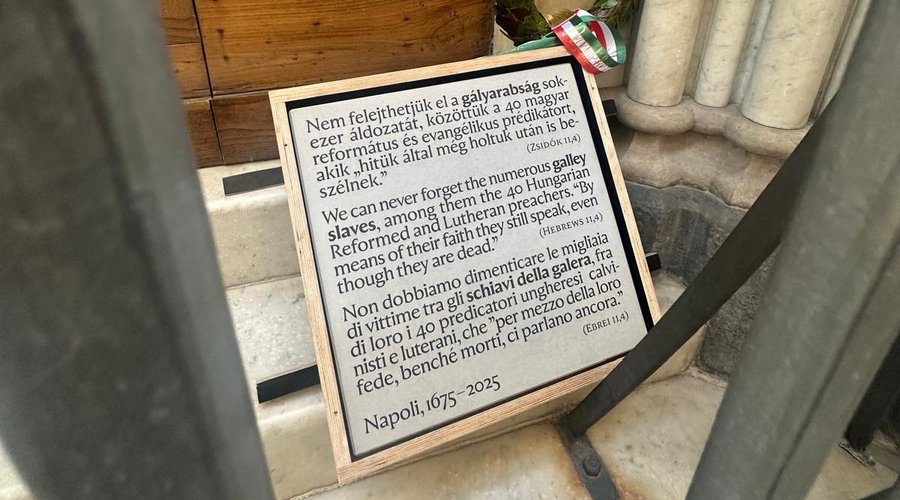 Nem felejthetjük el a gályarabság sok-
ezer áldozatát, közöttük a 40 magyar
református és evangélikus prédikátort,
akik „hitük által még holtuk után is be-
szélnek.”
(Zsidók 11,4)
We can never forget the numerous galley
slaves, among them the 40 Hungarian
Reformed and Lutheran preachers. “By
means of their faith they still speak, even
though they are dead.”
(Hebrews 11,4)
Non dobbiamo dimenticare le migliaia
di vittime tra gli schiavi della galera, fra
di loro i 40 predicatori ungheresi calvi-
nisti e luterani, che ”per mezzo della loro
fede, benché morti, ci parlano ancora.”
(Ebrei 11,4)
Napoli, 1675–2025